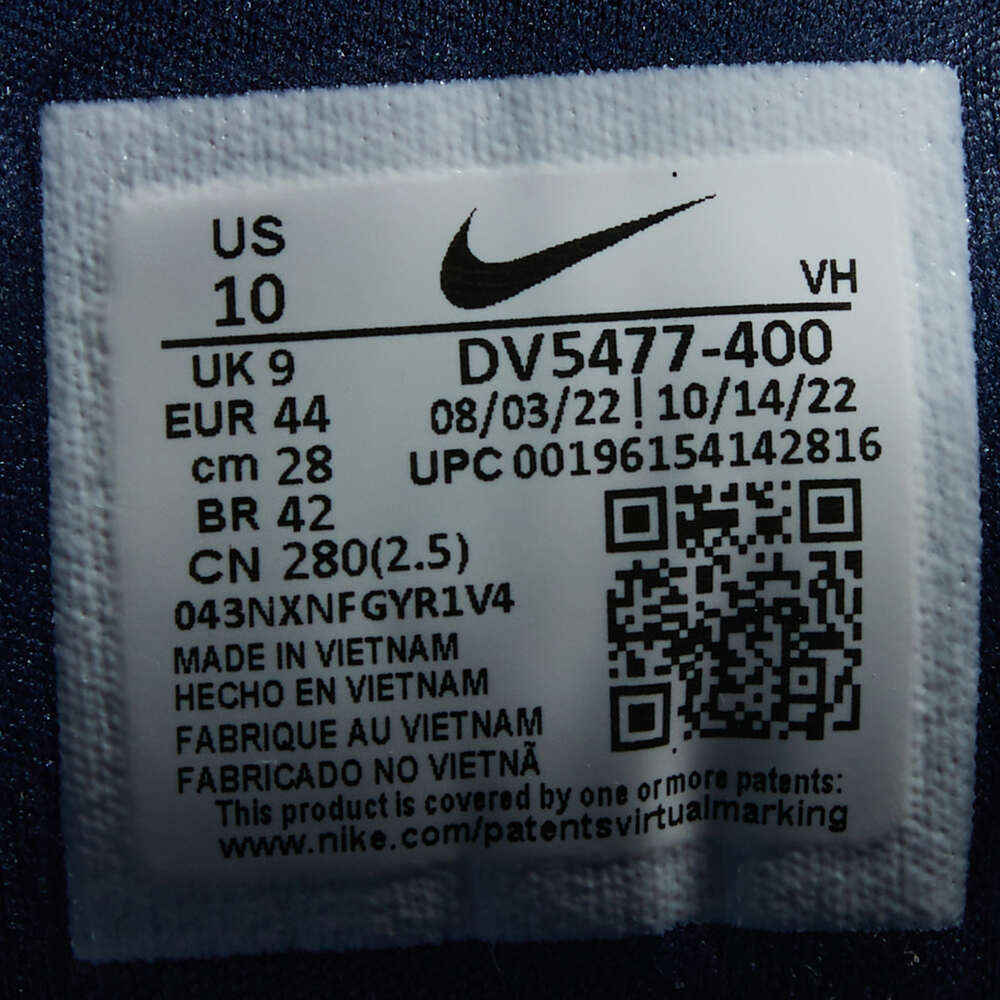 US
10
VH
UK 9
EUR 44
cm 28
BR 42
CN 280(2.5)
DV5477-400
08/03/22 ! 10/14/22
UPC 00196154142816
043NXNFGYR1V4
MADE IN VIETNAM
HECHO EN VIETNAM
FABRIQUE AU VIETNAM
FABRICADO NO VIETNÃ
This product is covered by one or more patents:
www.nike.com/patentsvirtualmarking